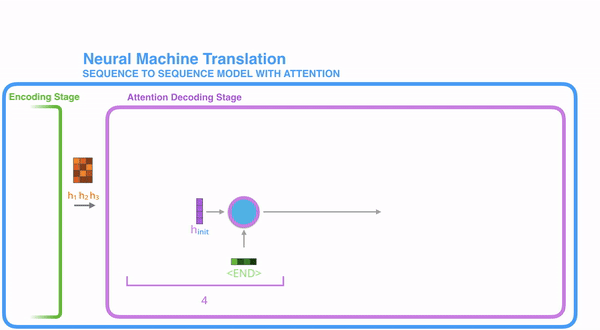 Neural Machine Translation
SEQUENCE TO SEQUENCE MODEL WITH ATTENTION
Encoding Stage
Attention Decoding Stage
h1 h2 h3
hinit
<END>
4